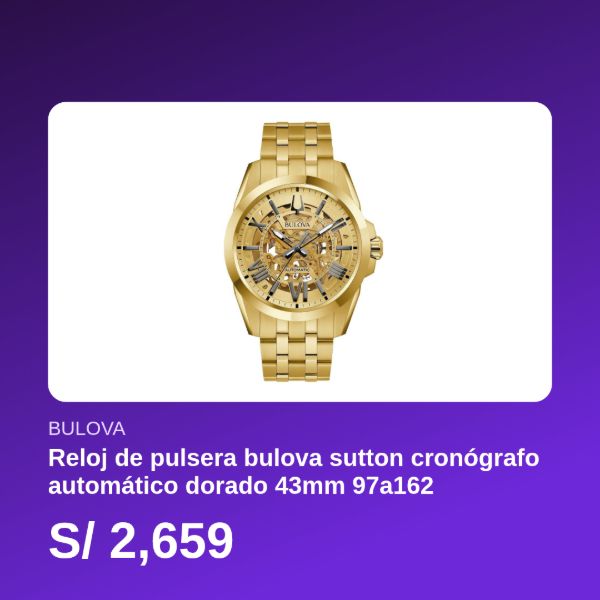 BULOVA
AUTOMATIC
BULOVA
Reloj de pulsera bulova sutton cronógrafo
automático dorado 43mm 97a162
S/ 2,659